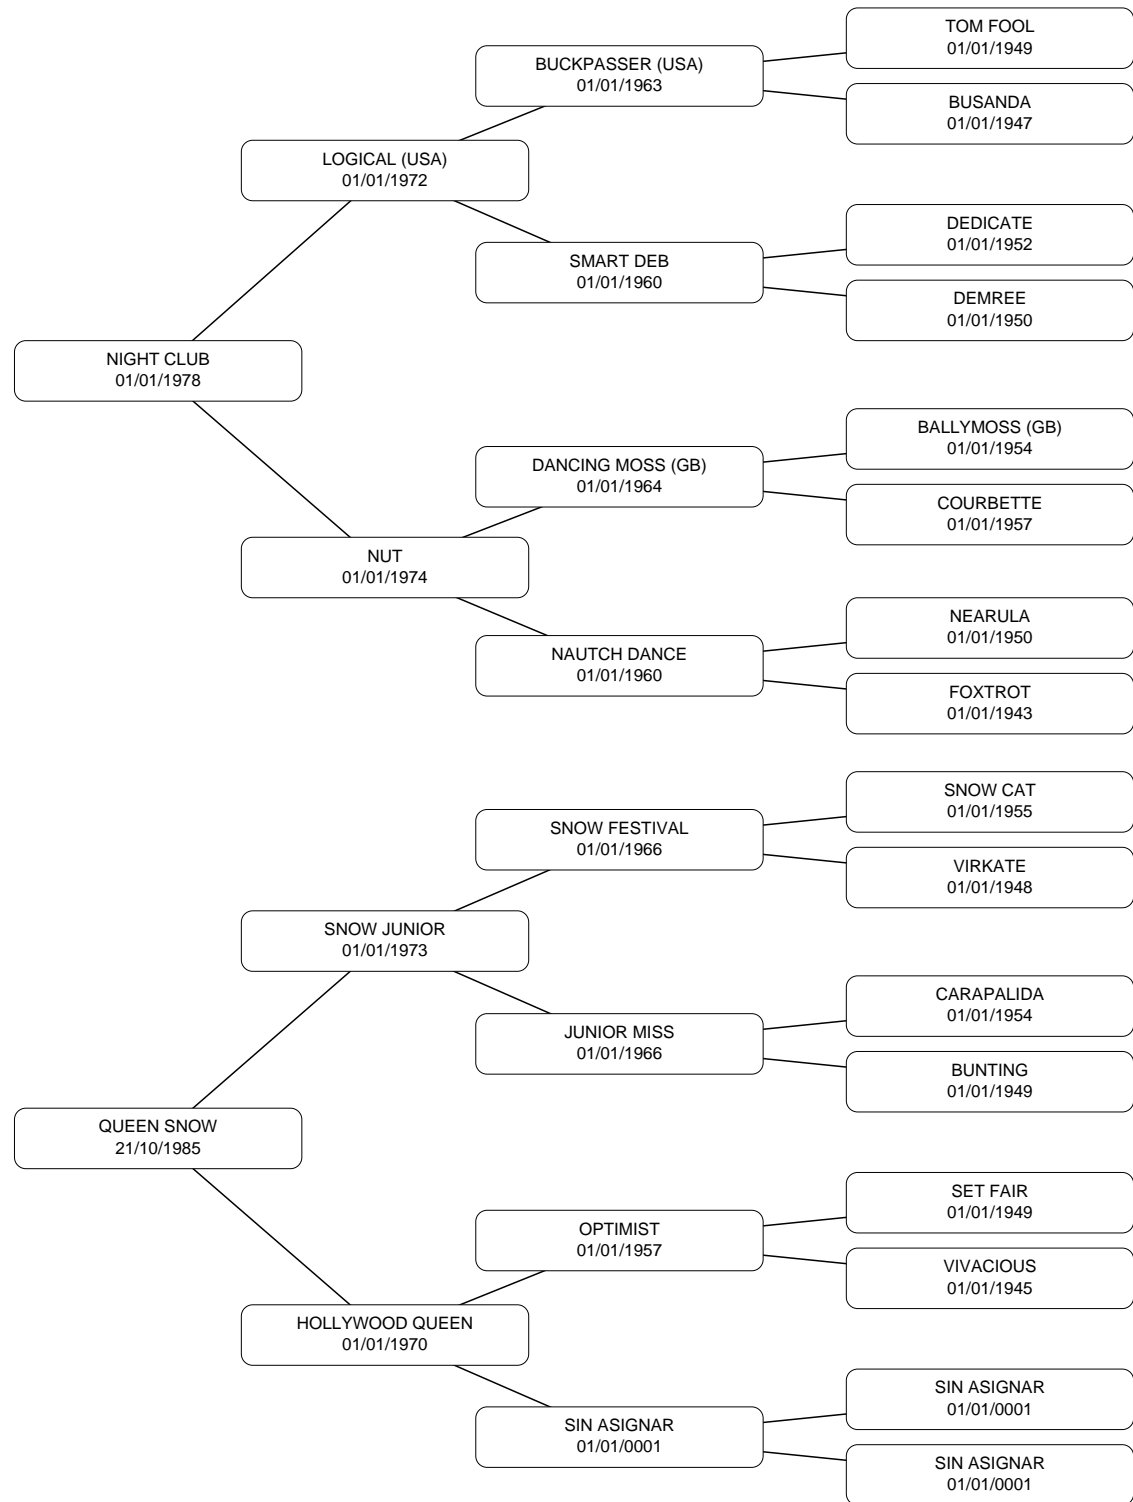 TOM FOOL
01/01/1949
BUCKPASSER (USA)
01/01/1963
BUSANDA
01/01/1947
LOGICAL (USA)
01/01/1972
DEDICATE
01/01/1952
SMART DEB
01/01/1960
DEMREE
01/01/1950
NIGHT CLUB
01/01/1978
BALLYMOSS (GB)
01/01/1954
DANCING MOSS (GB)
01/01/1964
COURBETTE
01/01/1957
NUT
01/01/1974
NEARULA
01/01/1950
NAUTCH DANCE
01/01/1960
FOXTROT
01/01/1943
SNOW CAT
01/01/1955
SNOW FESTIVAL
01/01/1966
VIRKATE
01/01/1948
SNOW JUNIOR
01/01/1973
CARAPALIDA
01/01/1954
JUNIOR MISS
01/01/1966
BUNTING
01/01/1949
QUEEN SNOW
21/10/1985
SET FAIR
01/01/1949
OPTIMIST
01/01/1957
VIVACIOUS
01/01/1945
HOLLYWOOD QUEEN
01/01/1970
SIN ASIGNAR
01/01/0001
SIN ASIGNAR
01/01/0001
SIN ASIGNAR
01/01/0001